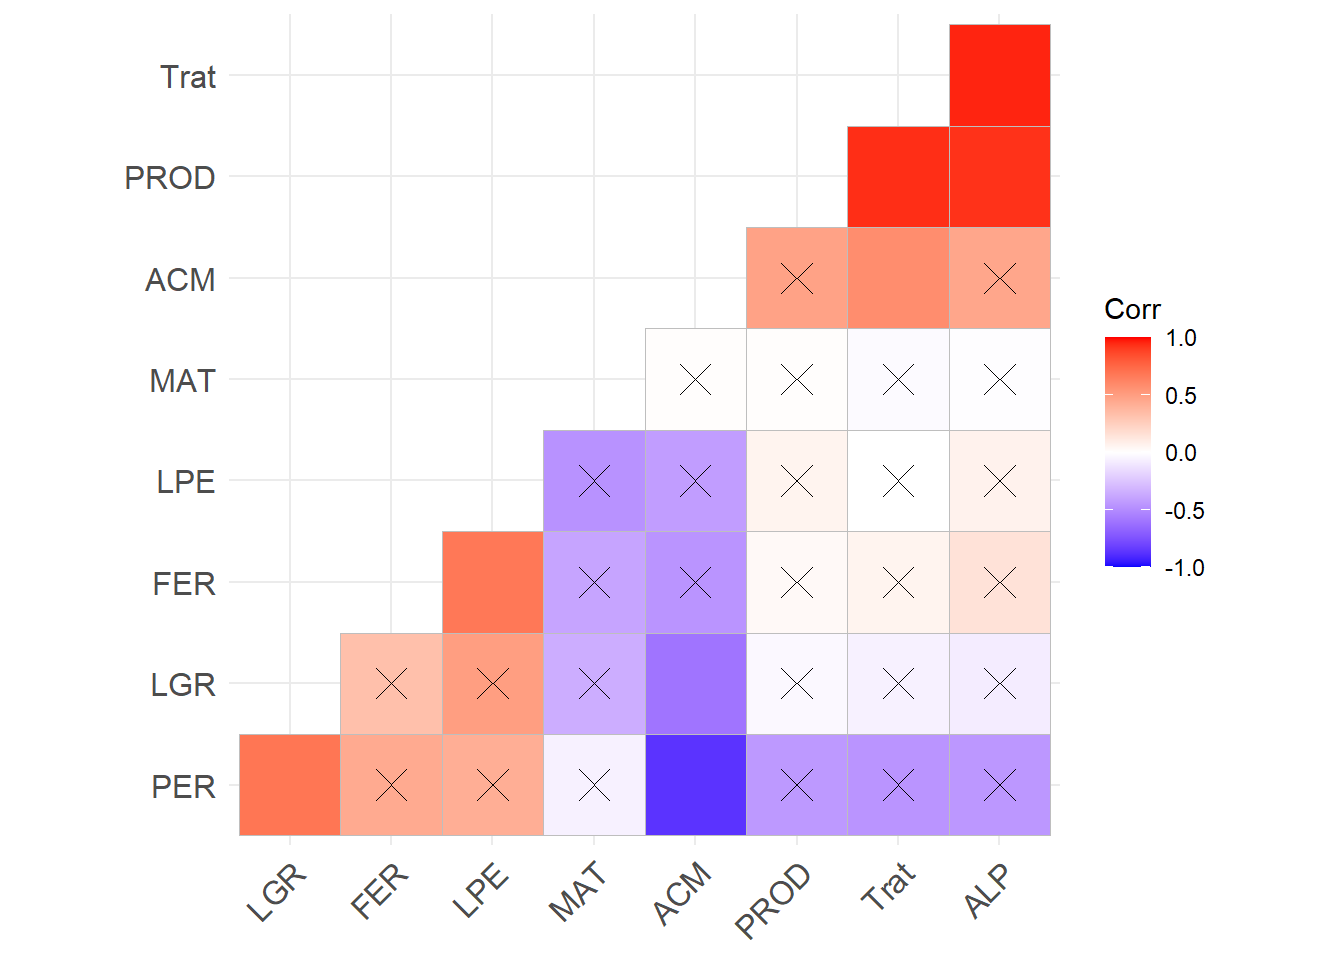 Trat
PROD
ACM
MAT
LPE
FER
LGR
PER
LGR
FER
LPE
MAT
ACM
PROD
Trat
ALP
Corr
1.0
0.5
0.0
-0.5
-1.0